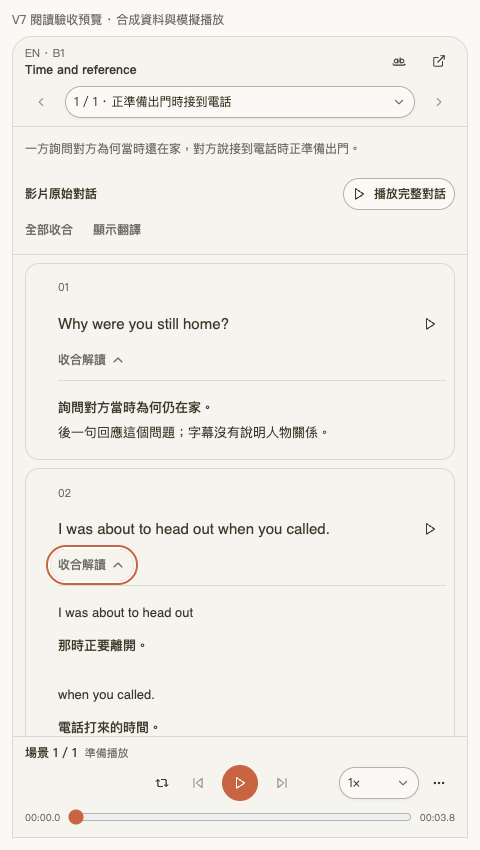 V7 閱讀驗收預覽 · 合成資料與模擬播放
EN · B1
Time and reference
ab
1 / 1 · 正準備出門時接到電話
一方詢問對方為何當時還在家，對方說接到電話時正準備出門。
影片原始對話
播放完整對話
全部收合 顯示翻譯
01
Why were you still home?
收合解讀
詢問對方當時為何仍在家。
後一句回應這個問題；字幕沒有說明人物關係。
02
I was about to head out when you called.
收合解讀
I was about to head out
那時正要離開。
when you called.
電話打來的時間。
場景 1 / 1 準備播放
1x
00:00.0 00:03.8